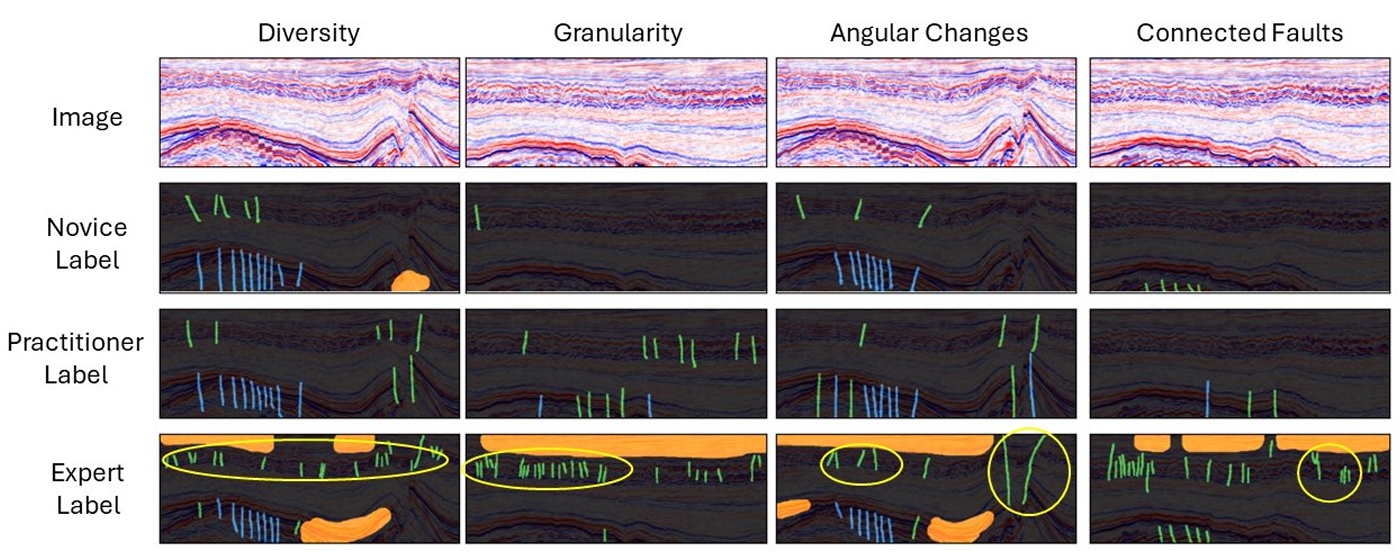 Diversity
Granularity
Angular Changes
Connected Faults
Image
Novice
Label
Practitioner
Label
Expert
Label